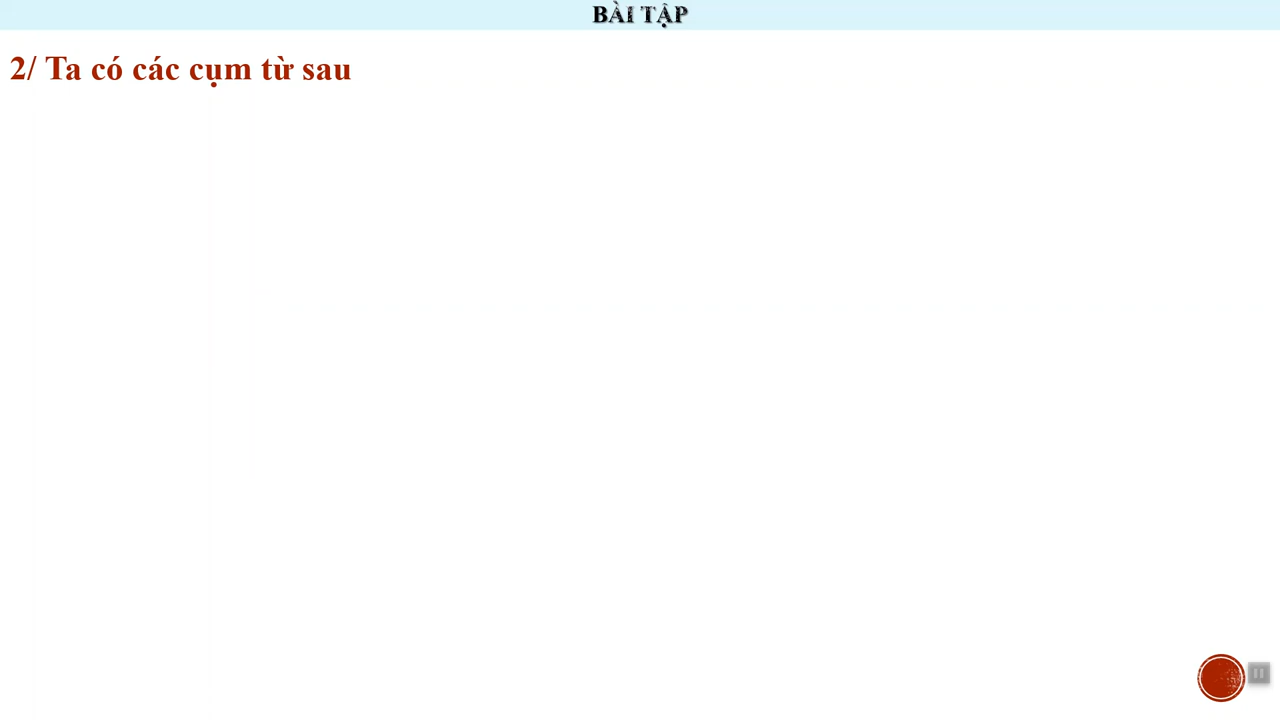 BÀI TẬP
2/ Ta có các cụm từ sau